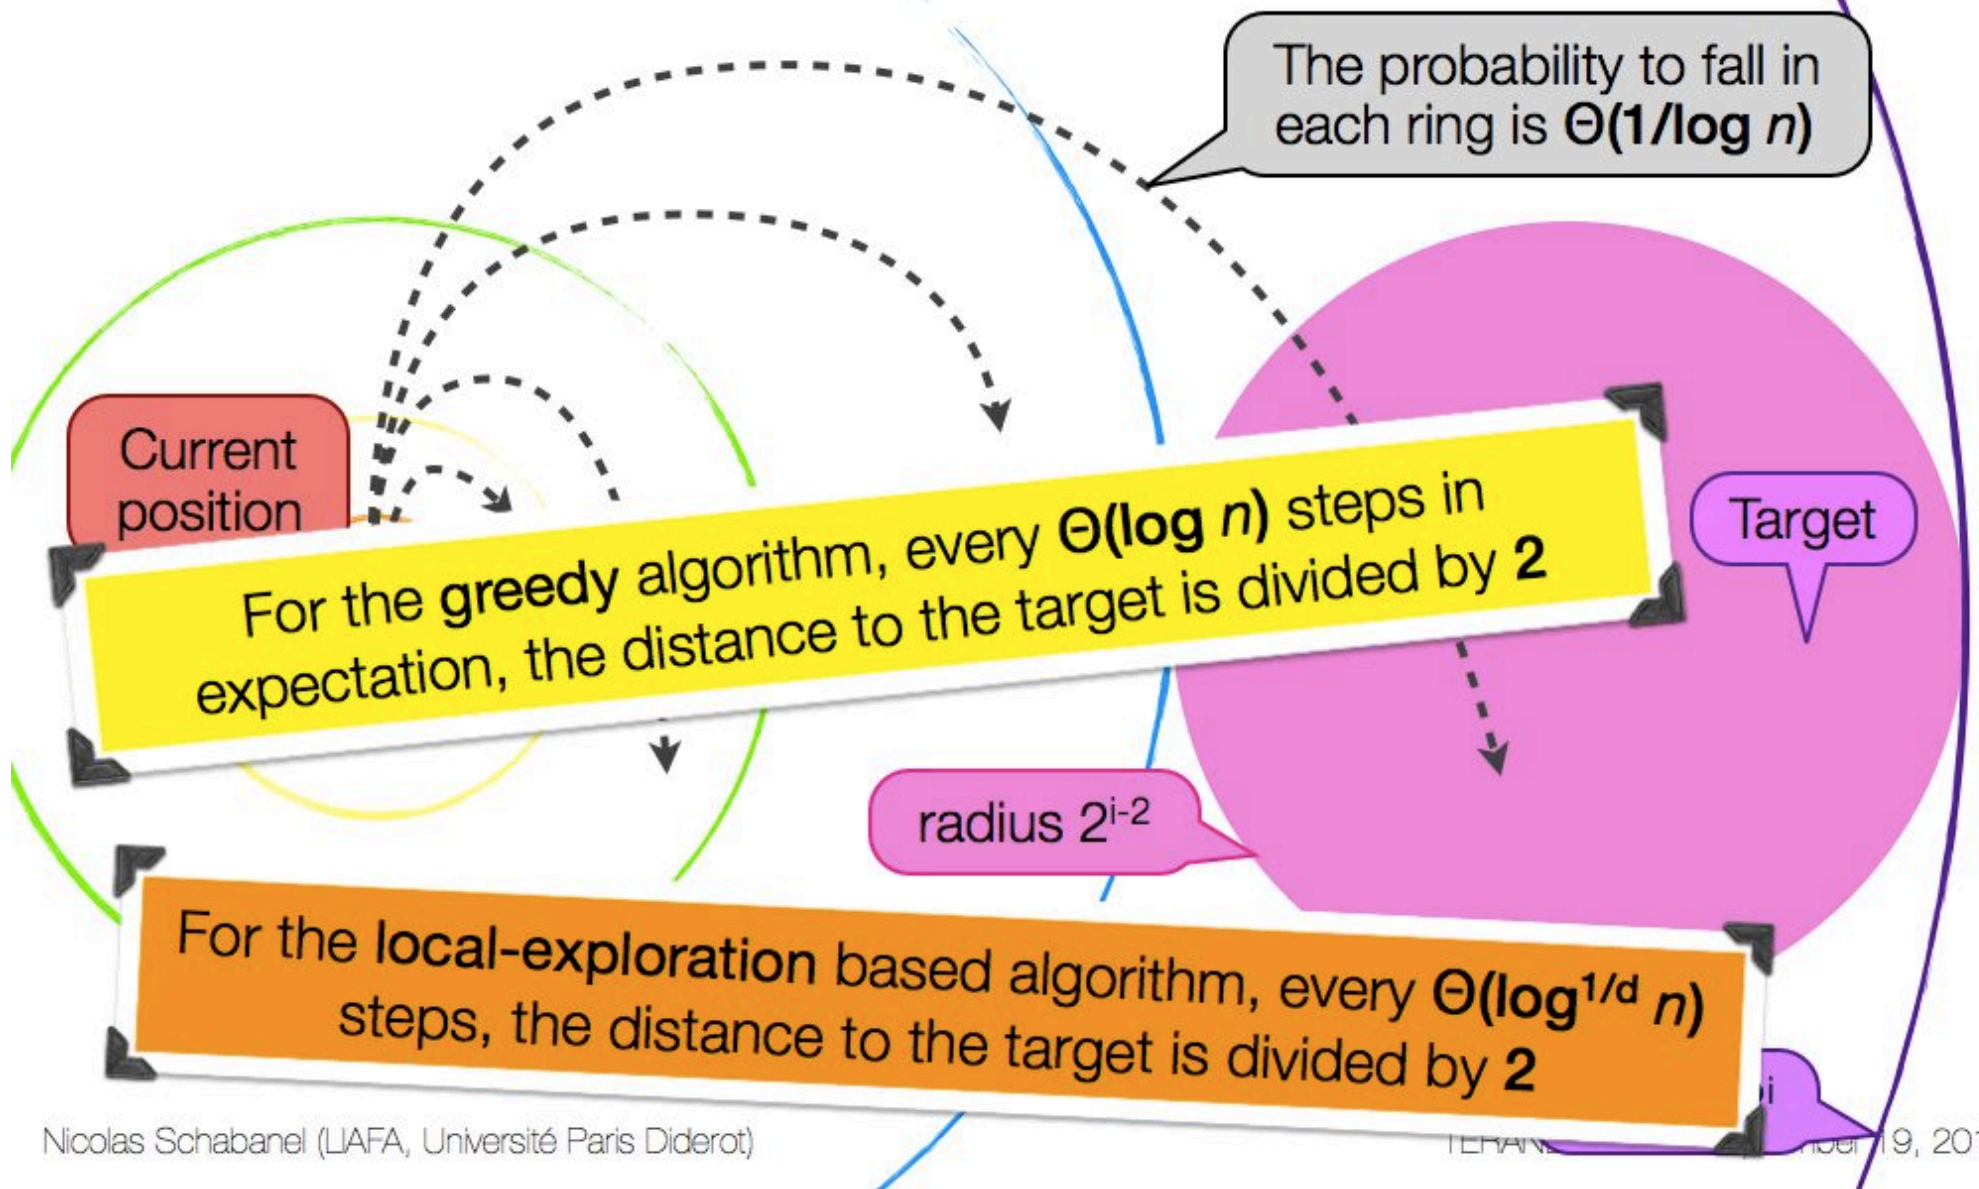 The probability to fall in
each ring is Θ(1/log n)
Current
position
Target
For the greedy algorithm, every Θ(log n) steps in
expectation, the distance to the target is divided by 2
radius 2^{i-2}
For the local-exploration based algorithm, every Θ(log^{1/d} n)
steps, the distance to the target is divided by 2
Nicolas Schabanel (LIAFA, Université Paris Diderot)
19, 201